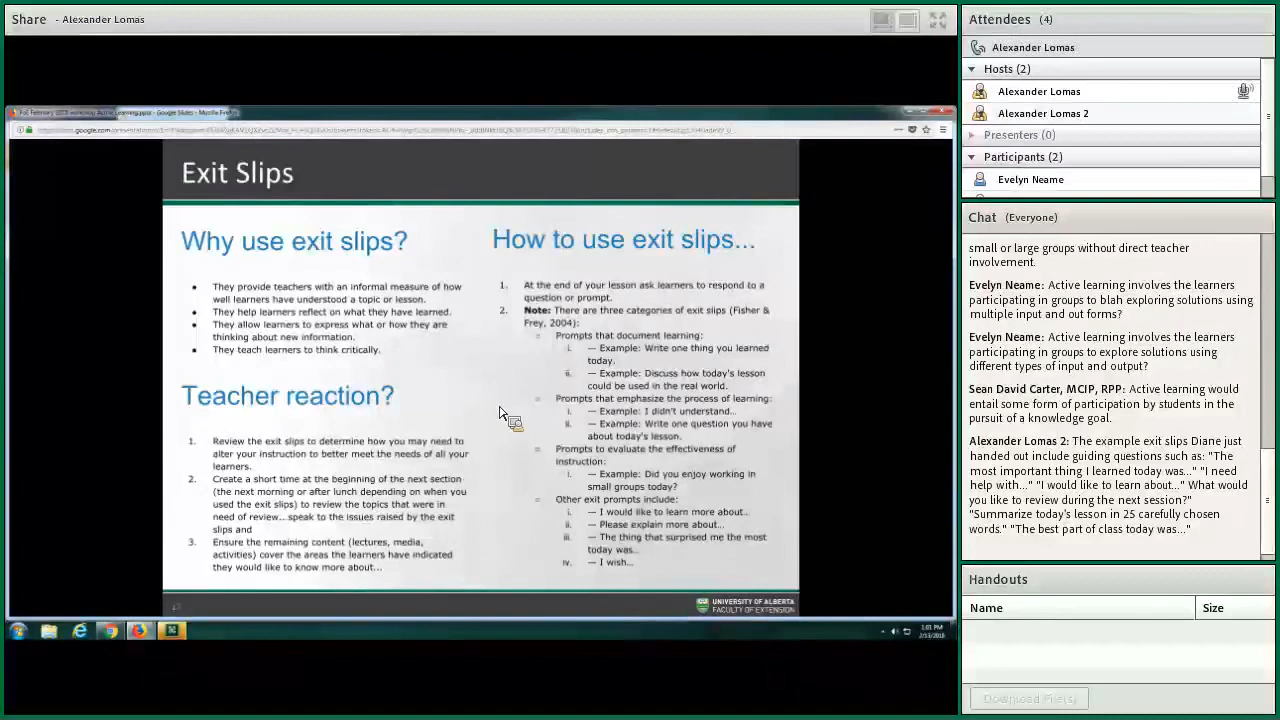 Share - Alexander Lomas
Exit Slips
Why use exit slips?
• They provide teachers with an informal measure of how
well learners have understood a topic or lesson.
• They help learners reflect on what they have learned.
• They allow learners to express what or how they are
thinking about new information.
• They teach learners to think critically.
Teacher reaction?
1. Review the exit slips to determine how you may need to
alter your instruction to better meet the needs of all your
learners.
2. Create a short time at the beginning of the next section
(the next morning or after lunch depending on when you
used the exit slips) to review the topics that were in
need of review...speak to the issues raised by the exit
slips and
3. Ensure the remaining content (lectures, media,
activities) cover the areas the learners have indicated
they would like to know more about...
How to use exit slips...
1. At the end of your lesson ask learners to respond to a
question or prompt.
2. Note: There are three categories of exit slips (Fisher &
Frey, 2004):
Prompts that document learning:
i. — Example: Write one thing you learned
today.
ii. — Example: Discuss how today's lesson
could be used in the real world.
Prompts that emphasize the process of learning:
i. — Example: I didn't understand...
ii. — Example: Write one question you have
about today's lesson.
Prompts to evaluate the effectiveness of
instruction:
i. — Example: Did you enjoy working in
small groups today?
Other exit prompts include:
i. — I would like to learn more about...
ii. — Please explain more about...
iii. — The thing that surprised me the most
today was...
iv. — I wish...
UNIVERSITY OF ALBERTA
FACULTY OF EXTENSION
1:01 PM
2/13/2018
Attendees (4)
Alexander Lomas
Hosts (2)
Alexander Lomas
Alexander Lomas 2
Presenters (0)
Participants (2)
Evelyn Neame
Chat (Everyone)
small or large groups without direct teacher
involvement.
Evelyn Neame: Active learning involves the learners
participating in groups to blah exploring solutions using
multiple input and out forms?
Evelyn Neame: Active learning involves the learners
participating in groups to explore solutions using
different types of input and output?
Sean David Carter, MCIP, RPP: Active learning would
entail some form of participation by students in the
pursuit of a knowledge goal.
Alexander Lomas 2: The example exit slips Diane just
handed out include guiding questions such as: "The
most important thing I learned today was..." "I need
help with..." "I would like to learn about..." What would
you like to review during the next session?"
"Summarize today's lesson in 25 carefully chosen
words." "The best part of class today was..."
Handouts
Name Size
Download File(s)